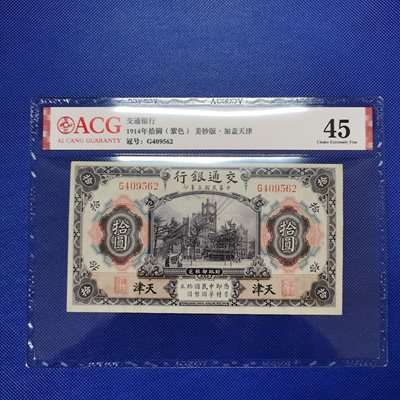 ACG
AI CANG GUARANTY
交通银行
1914年拾圓（紫色） 美钞版·加盖天津
冠号：G409562
45
Choice Extremely Fine
行銀通交
G409562
G409562
拾圓
拾圓
天津
津天